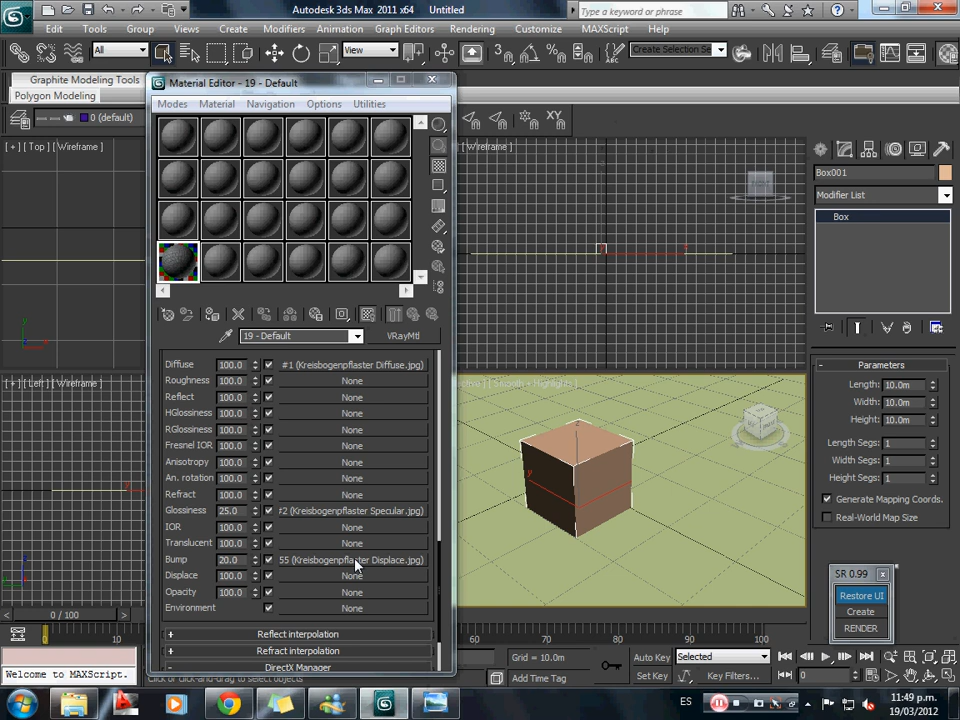 Autodesk 3ds Max 2011 x64 Untitled
Type a keyword or phrase
Edit Tools Group Views Create Modifiers Animation Graph Editors Rendering Customize MAXScript Help
All
View
3
Create Selection Se
Graphite Modeling Tools
Polygon Modeling
0 (default)
XY
Material Editor - 19 - Default
Modes Material Navigation Options Utilities
19 - Default
VRayMtl
Diffuse 100.0 #1 (Kreisbogenpflaster Diffuse.jpg)
Roughness 100.0 None
Reflect 100.0 None
HGlossiness 100.0 None
RGlossiness 100.0 None
Fresnel IOR 100.0 None
Anisotropy 100.0 None
An. rotation 100.0 None
Refract 100.0 None
Glossiness 25.0 #2 (Kreisbogenpflaster Specular.jpg)
IOR 100.0 None
Translucent 100.0 None
Bump 20.0 55 (Kreisbogenpflaster Displace.jpg)
Displace 100.0 None
Opacity 100.0 None
Environment None
+ Reflect interpolation
+ Refract interpolation
- DirectX Manager
[ + ] [ Top ] [ Wireframe ]
[ Wireframe ]
[ + ] [ Left ] [ Wireframe ]
[ Smooth + Highlights ]
y
x
z
y
Box001
Modifier List
Box
- Parameters
Length: 10.0m
Width: 10.0m
Height: 10.0m
Length Segs: 1
Width Segs: 1
Height Segs: 1
Generate Mapping Coords.
Real-World Map Size
SR 0.99
Restore UI
Create
RENDER
0 / 100
0 10 60 70 80 90 100
Welcome to MAXScript.
Click or click-and-drag to select objects
Grid = 10.0m
Add Time Tag
Auto Key Selected
Set Key Key Filters...
0
ES
11:49 p.m.
19/03/2012